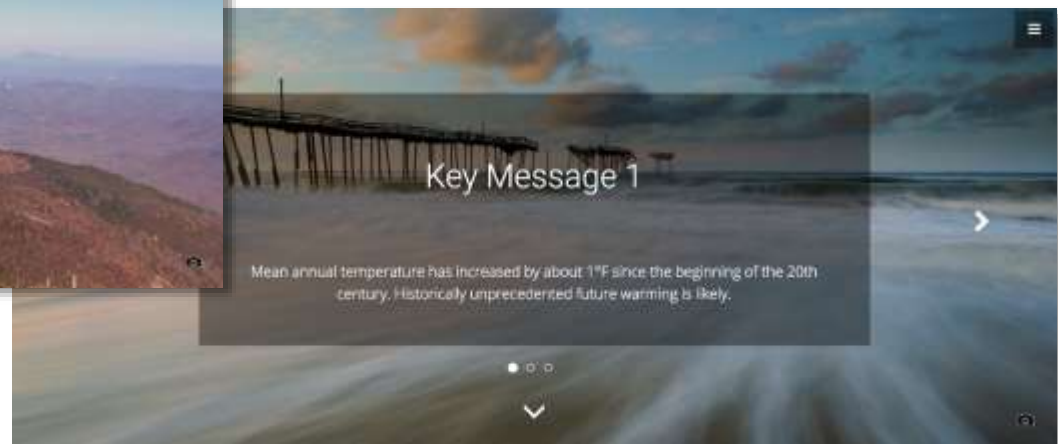 Key Message 1
Mean annual temperature has increased by about 1°F since the beginning of the 20th
century. Historically unprecedented future warming is likely.